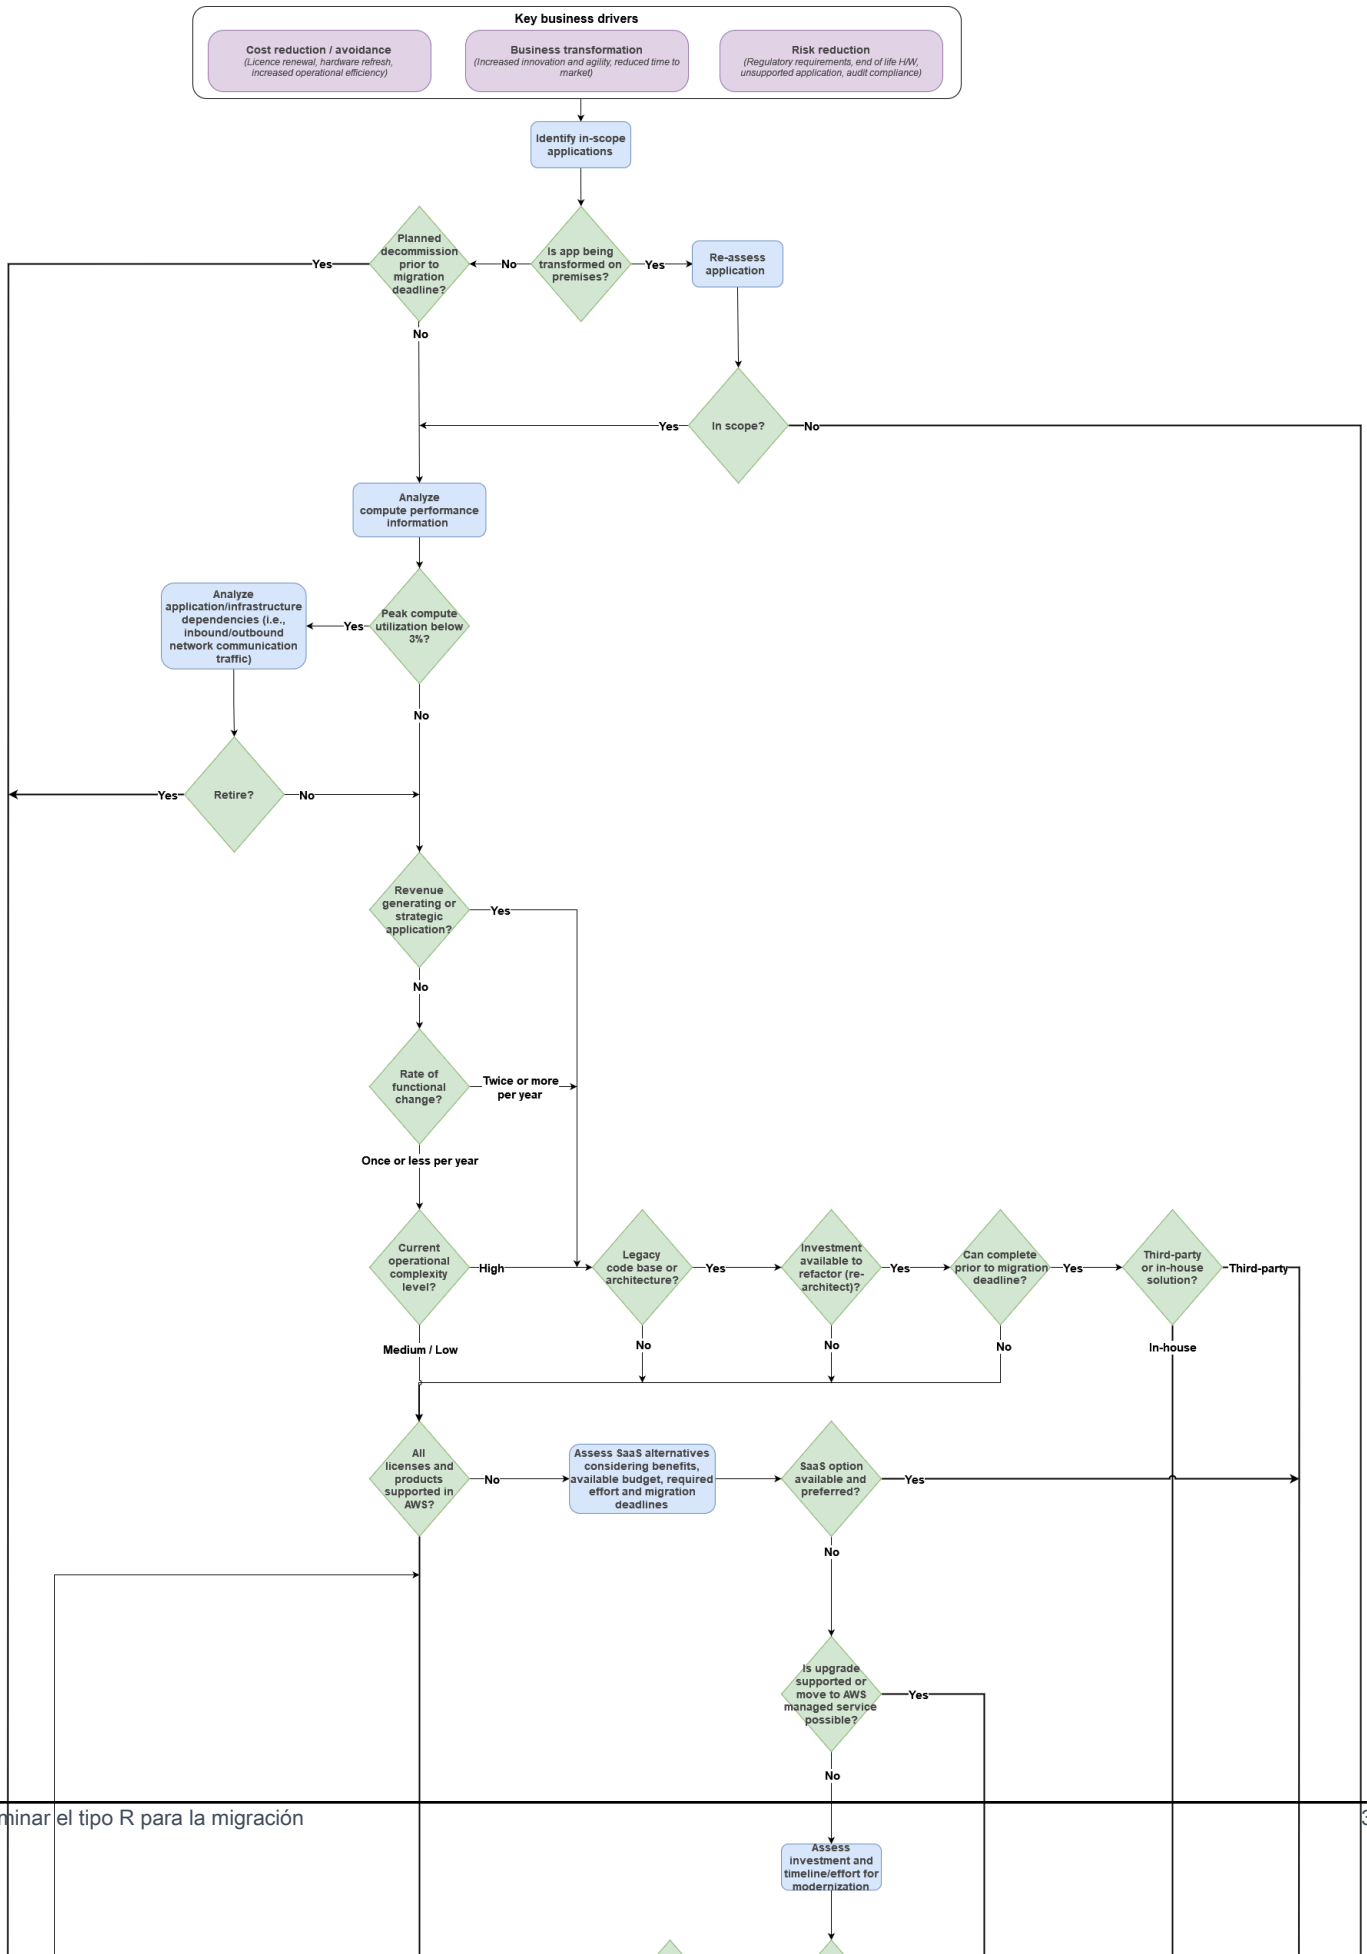 Key business drivers
Cost reduction / avoidance
(Licence renewal, hardware refresh,
increased operational efficiency)
Business transformation
(Increased innovation and agility, reduced time to
market)
Risk reduction
(Regulatory requirements, end of life H/W,
unsupported application, audit compliance)
Identify in-scope
applications
Planned
decommission
prior to
migration
deadline?
Is app being
transformed on
premises?
Re-assess
application
Yes
No
Yes
No
In scope?
Yes
No
Analyze
compute performance
information
Analyze
application/infrastructure
dependencies (i.e.,
inbound/outbound
network communication
traffic)
Yes
Peak compute
utilization below
3%?
No
Retire?
Yes
No
Revenue
generating or
strategic
application?
Yes
No
Rate of
functional
change?
Twice or more
per year
Once or less per year
Current
operational
complexity
level?
High
Legacy
code base or
architecture?
Yes
Investment
available to
refactor (re-
architect)?
Yes
Can complete
prior to migration
deadline?
Yes
Third-party
or in-house
solution?
Third-party
Medium / Low
No
No
No
In-house
All
licenses and
products
supported in
AWS?
No
Assess SaaS alternatives
considering benefits,
available budget, required
effort and migration
deadlines
SaaS option
available and
preferred?
Yes
No
Is upgrade
supported or
move to AWS
managed service
possible?
Yes
No
minar el tipo R para la migración
3
Assess
investment and
timeline/effort for
modernization